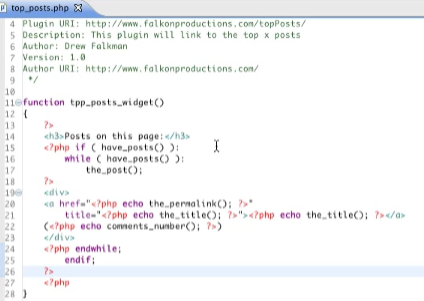 top_posts.php
4 Plugin URI: http://www.falkonproductions.com/topPosts/
5 Description: This plugin will link to the top x posts
6 Author: Drew Falkman
7 Version: 1.0
8 Author URI: http://www.falkonproductions.com/
9 */
10
11 function tpp_posts_widget()
12 {
13 ?>
14 <h3>Posts on this page:</h3>
15 <?php if ( have_posts() ):
16 while ( have_posts() ):
17 the_post();
18 ?>
19 <div>
20 <a href="<?php echo the_permalink(); ?>"
21 title="<?php echo the_title(); ?>"><?php echo the_title(); ?></a>
22 (<?php echo comments_number(); ?>)
23 </div>
24 <?php endwhile;
25 endif;
26 ?>
27 <?php
28 }